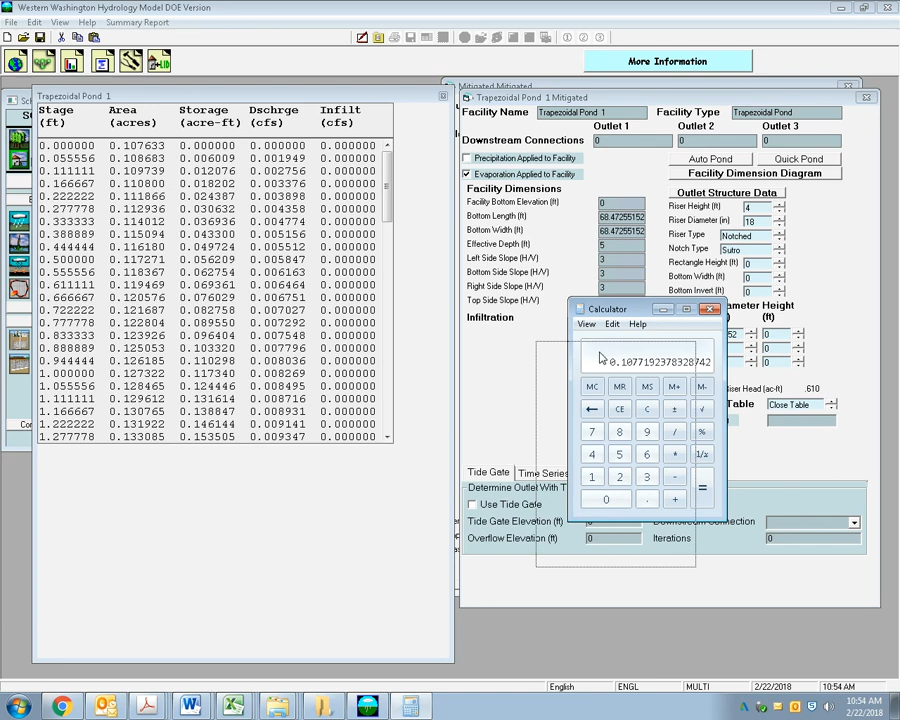 Western Washington Hydrology Model DOE Version
File Edit View Help Summary Report
More Information
LID
Mitigated Mitigated
Trapezoidal Pond 1
Stage Area Storage Dschrge Infilt
(ft) (acres) (acre-ft) (cfs) (cfs)
0.000000 0.107633 0.000000 0.000000 0.000000
0.055556 0.108683 0.006009 0.001949 0.000000
0.111111 0.109739 0.012076 0.002756 0.000000
0.166667 0.110800 0.018202 0.003376 0.000000
0.222222 0.111866 0.024387 0.003898 0.000000
0.277778 0.112936 0.030632 0.004358 0.000000
0.333333 0.114012 0.036936 0.004774 0.000000
0.388889 0.115094 0.043300 0.005156 0.000000
0.444444 0.116180 0.049724 0.005512 0.000000
0.500000 0.117271 0.056209 0.005847 0.000000
0.555556 0.118367 0.062754 0.006163 0.000000
0.611111 0.119469 0.069361 0.006464 0.000000
0.666667 0.120576 0.076029 0.006751 0.000000
0.722222 0.121687 0.082758 0.007027 0.000000
0.777778 0.122804 0.089550 0.007292 0.000000
0.833333 0.123926 0.096404 0.007548 0.000000
0.888889 0.125053 0.103320 0.007796 0.000000
0.944444 0.126185 0.110298 0.008036 0.000000
1.000000 0.127322 0.117340 0.008268 0.000000
1.055556 0.128465 0.124446 0.008495 0.000000
1.111111 0.129612 0.131614 0.008716 0.000000
1.166667 0.130765 0.138847 0.008931 0.000000
1.222222 0.131922 0.146144 0.009141 0.000000
1.277778 0.133085 0.153505 0.009347 0.000000
Trapezoidal Pond 1 Mitigated
Facility Name Trapezoidal Pond 1 Facility Type Trapezoidal Pond
Outlet 1 Outlet 2 Outlet 3
Downstream Connections 0 0 0
Precipitation Applied to Facility Auto Pond Quick Pond
Evaporation Applied to Facility Facility Dimension Diagram
Facility Dimensions Outlet Structure Data
Facility Bottom Elevation (ft) 0 Riser Height (ft) 4
Bottom Length (ft) 68.47255152 Riser Diameter (in) 18
Bottom Width (ft) 68.47255152 Riser Type Notched
Effective Depth (ft) 5 Notch Type Sutro
Left Side Slope (H/V) 3 Rectangle Height (ft) 0
Bottom Side Slope (H/V) 3 Bottom Width (ft) 0
Right Side Slope (H/V) 3 Bottom Invert (ft) 0
Top Side Slope (H/V)
Infiltration
Height
(ft)
0
0
0
Riser Head (ac-ft) .610
Table Close Table
Calculator
View Edit Help
0.1077192378328742
MC MR MS M+ M-
← CE C ± √
7 8 9 / %
4 5 6 * 1/x
1 2 3 - =
0 . +
Tide Gate Time Series
Determine Outlet With T
Use Tide Gate
Tide Gate Elevation (ft) 0 Downstream Connection
Overflow Elevation (ft) 0 Iterations 0
English ENGL MULTI 2/22/2018 10:54 AM
10:54 AM
2/22/2018